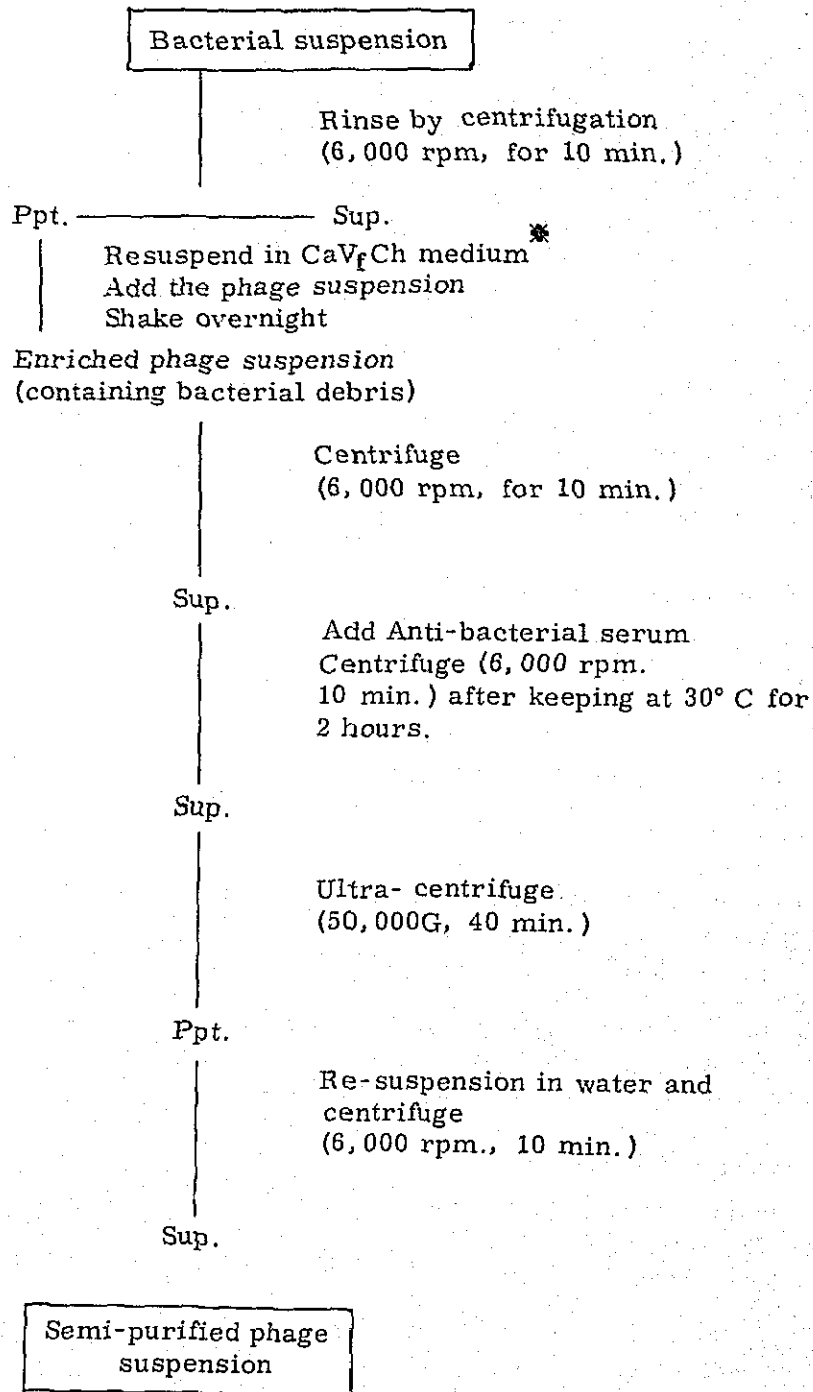 Bacterial suspension
Rinse by centrifugation
(6,000 rpm, for 10 min.)
Ppt. Sup.
Resuspend in CaVfCh medium※
Add the phage suspension
Shake overnight
Enriched phage suspension
(containing bacterial debris)
Centrifuge
(6,000 rpm, for 10 min.)
Sup.
Add Anti-bacterial serum
Centrifuge (6,000 rpm.
10 min.) after keeping at 30° C for
2 hours.
Sup.
Ultra- centrifuge
(50,000G, 40 min.)
Ppt.
Re-suspension in water and
centrifuge
(6,000 rpm., 10 min.)
Sup.
Semi-purified phage
suspension